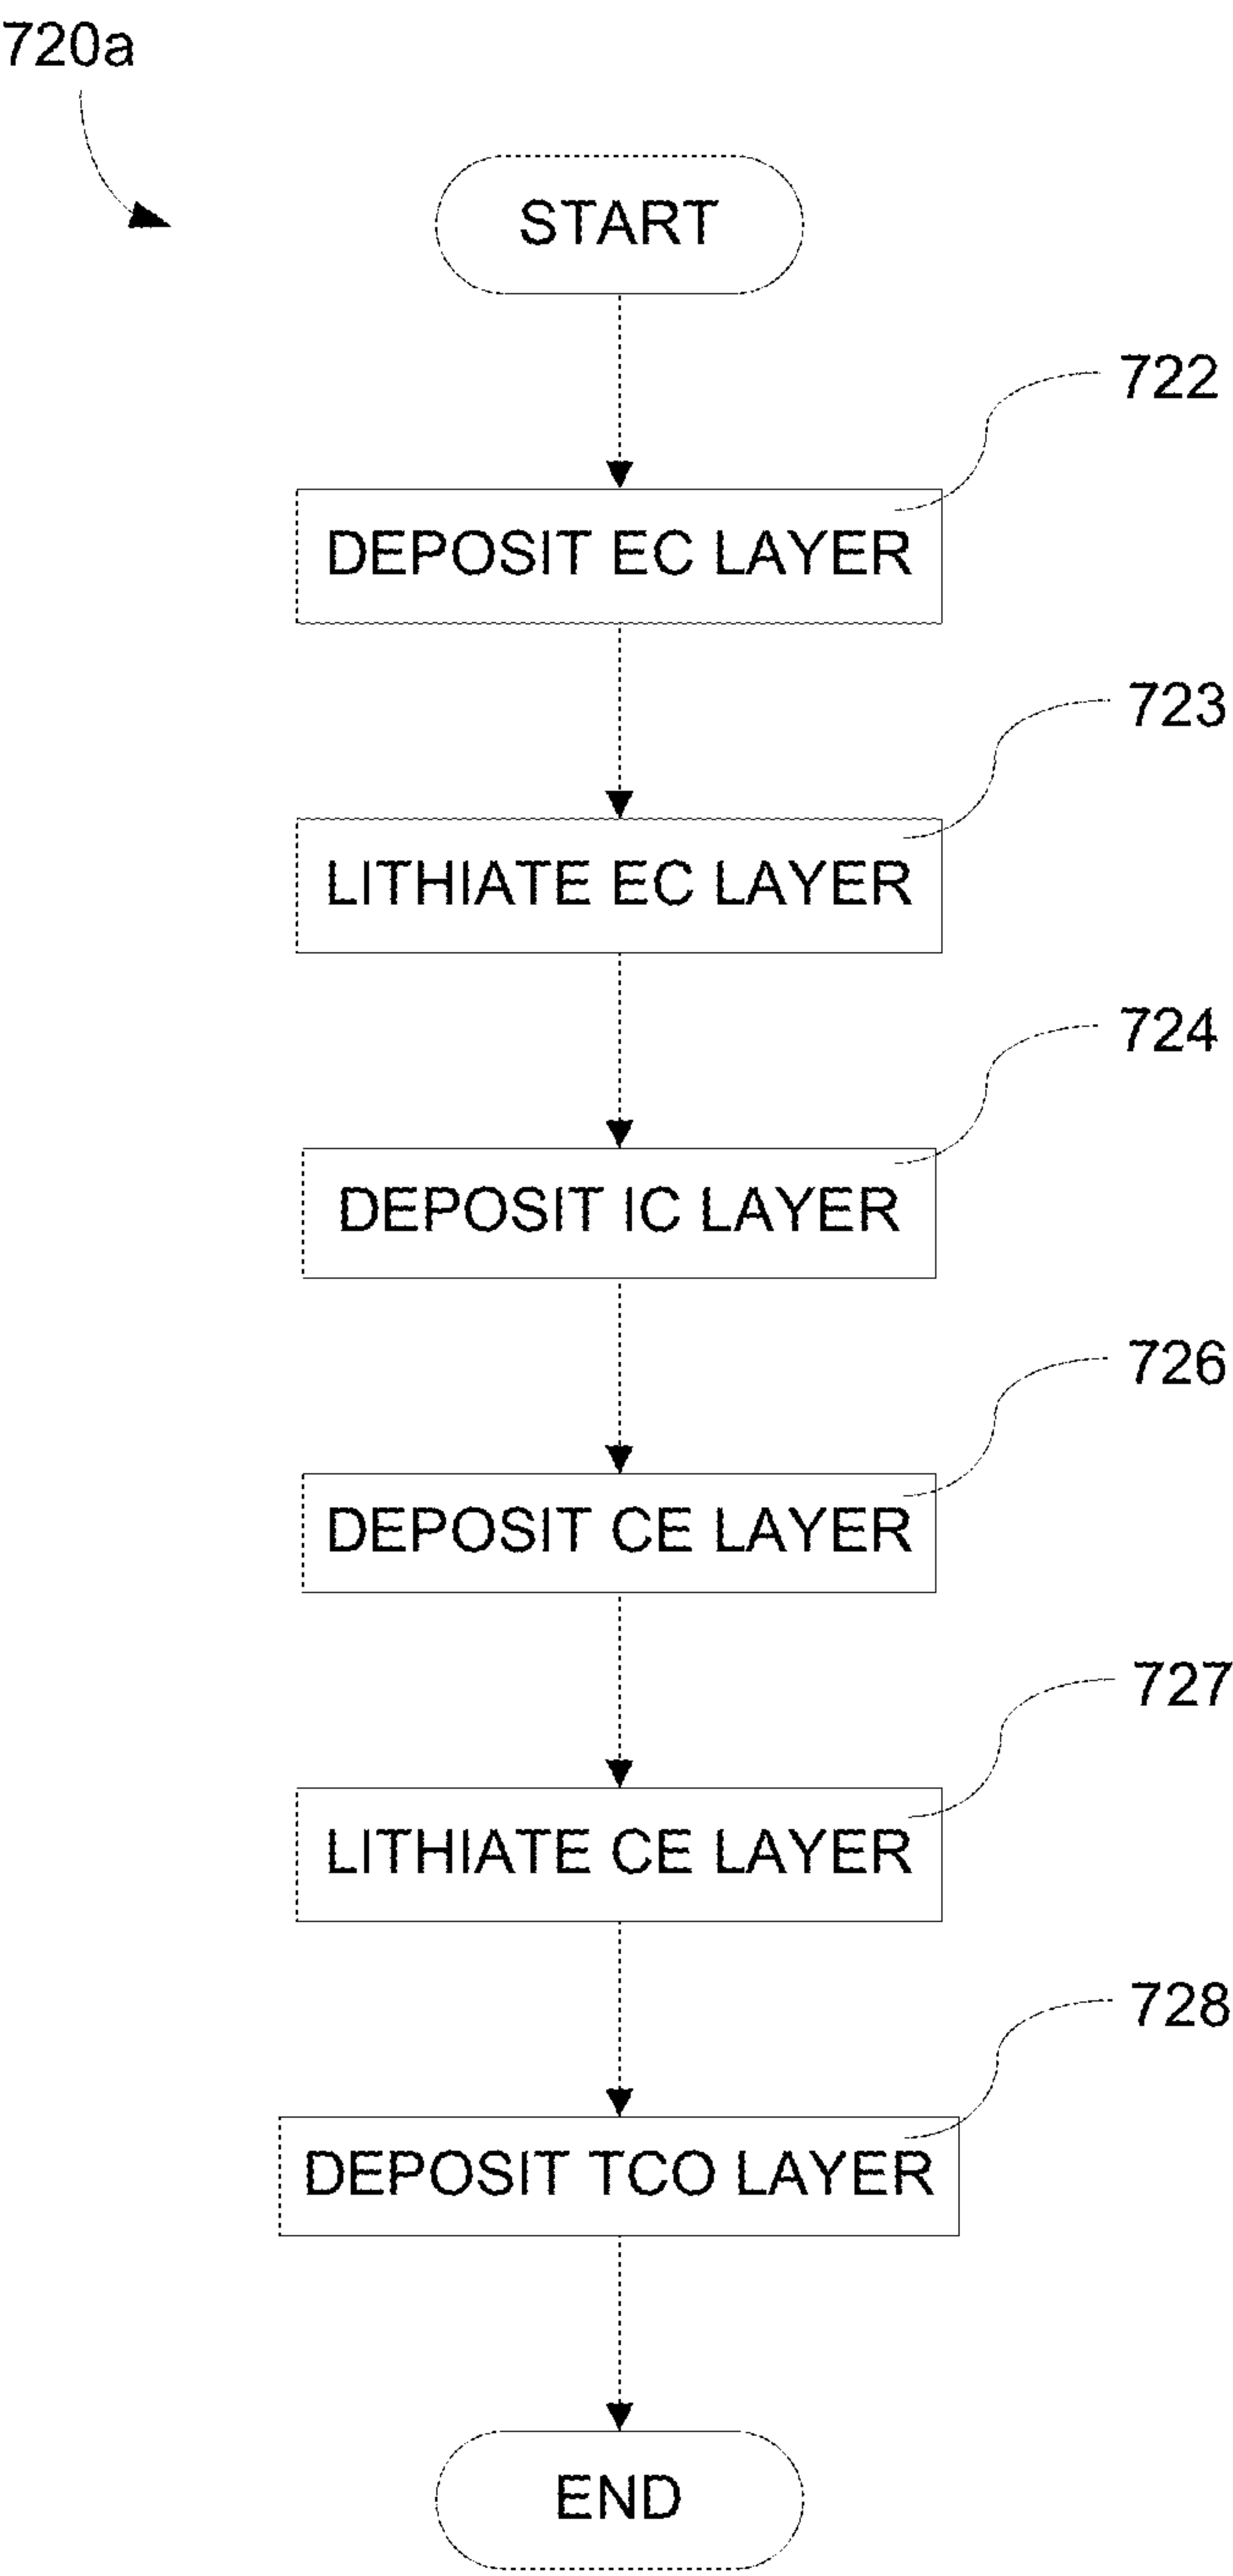 720a
START
722
DEPOSIT EC LAYER
723
LITHIATE EC LAYER
724
DEPOSIT IC LAYER
726
DEPOSIT CE LAYER
727
LITHIATE CE LAYER
728
DEPOSIT TCO LAYER
END